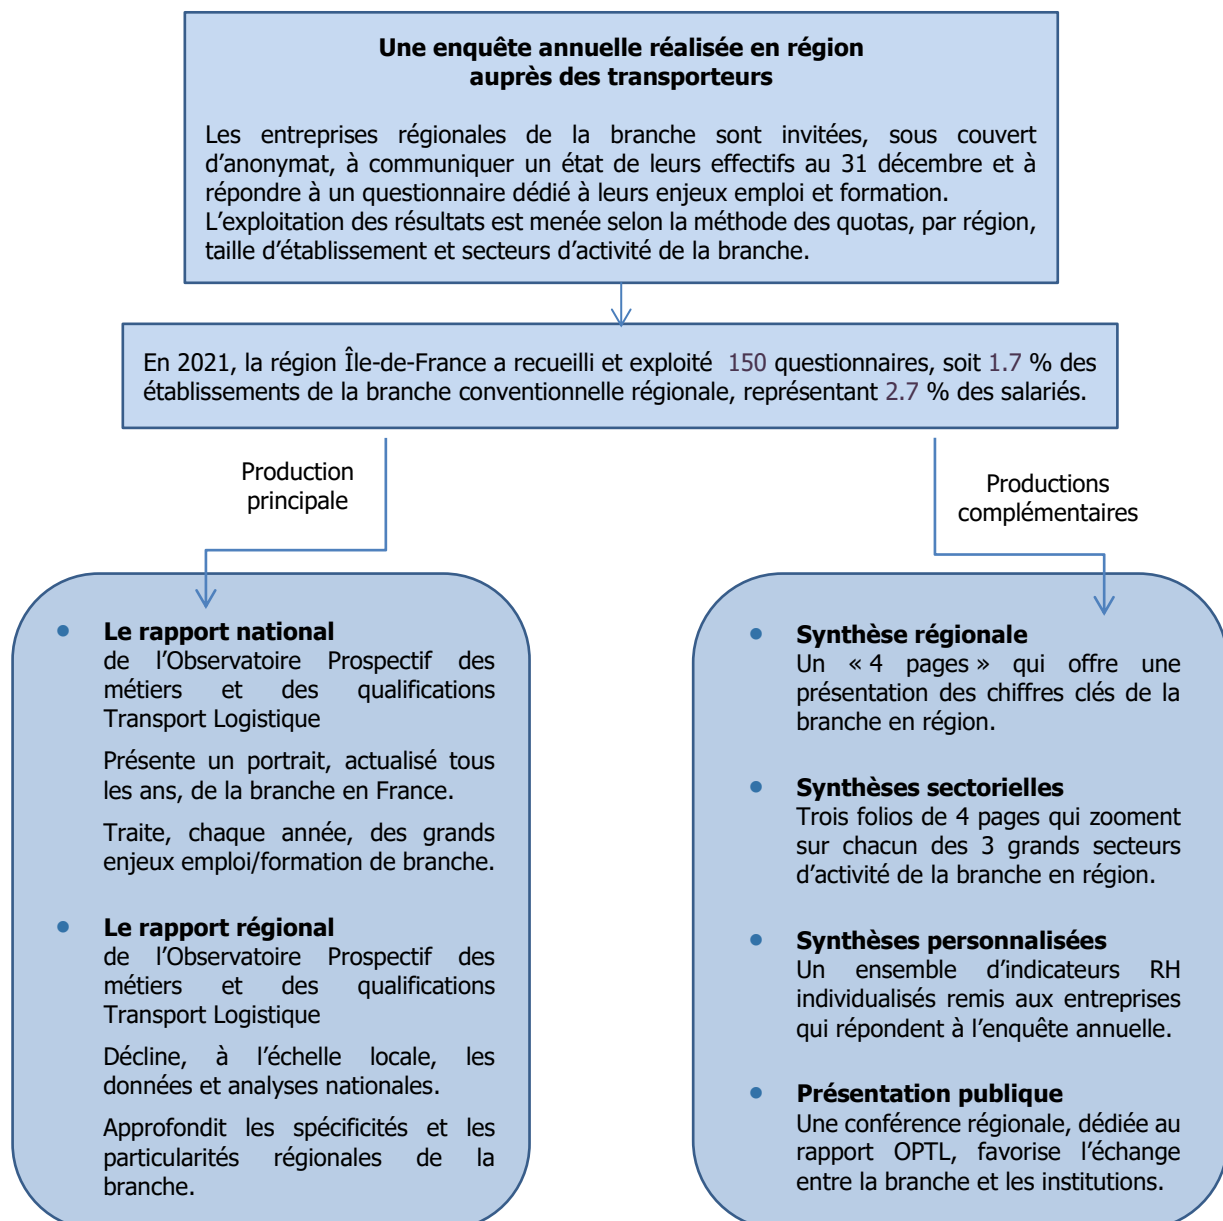 Une enquête annuelle réalisée en région
auprès des transporteurs
Les entreprises régionales de la branche sont invitées, sous couvert
d’anonymat, à communiquer un état de leurs effectifs au 31 décembre et à
répondre à un questionnaire dédié à leurs enjeux emploi et formation.
L’exploitation des résultats est menée selon la méthode des quotas, par région,
taille d’établissement et secteurs d’activité de la branche.
En 2021, la région Île-de-France a recueilli et exploité 150 questionnaires, soit 1.7 % des
établissements de la branche conventionnelle régionale, représentant 2.7 % des salariés.
Production
principale
• Le rapport national
de l’Observatoire Prospectif des
métiers et des qualifications
Transport Logistique
Présente un portrait, actualisé tous
les ans, de la branche en France.
Traite, chaque année, des grands
enjeux emploi/formation de branche.
• Le rapport régional
de l’Observatoire Prospectif des
métiers et des qualifications
Transport Logistique
Décline, à l’échelle locale, les
données et analyses nationales.
Approfondit les spécificités et les
particularités régionales de la
branche.
Productions
complémentaires
• Synthèse régionale
Un « 4 pages » qui offre une
présentation des chiffres clés de la
branche en région.
• Synthèses sectorielles
Trois folios de 4 pages qui zooment
sur chacun des 3 grands secteurs
d’activité de la branche en région.
• Synthèses personnalisées
Un ensemble d’indicateurs RH
individualisés remis aux entreprises
qui répondent à l’enquête annuelle.
• Présentation publique
Une conférence régionale, dédiée au
rapport OPTL, favorise l’échange
entre la branche et les institutions.